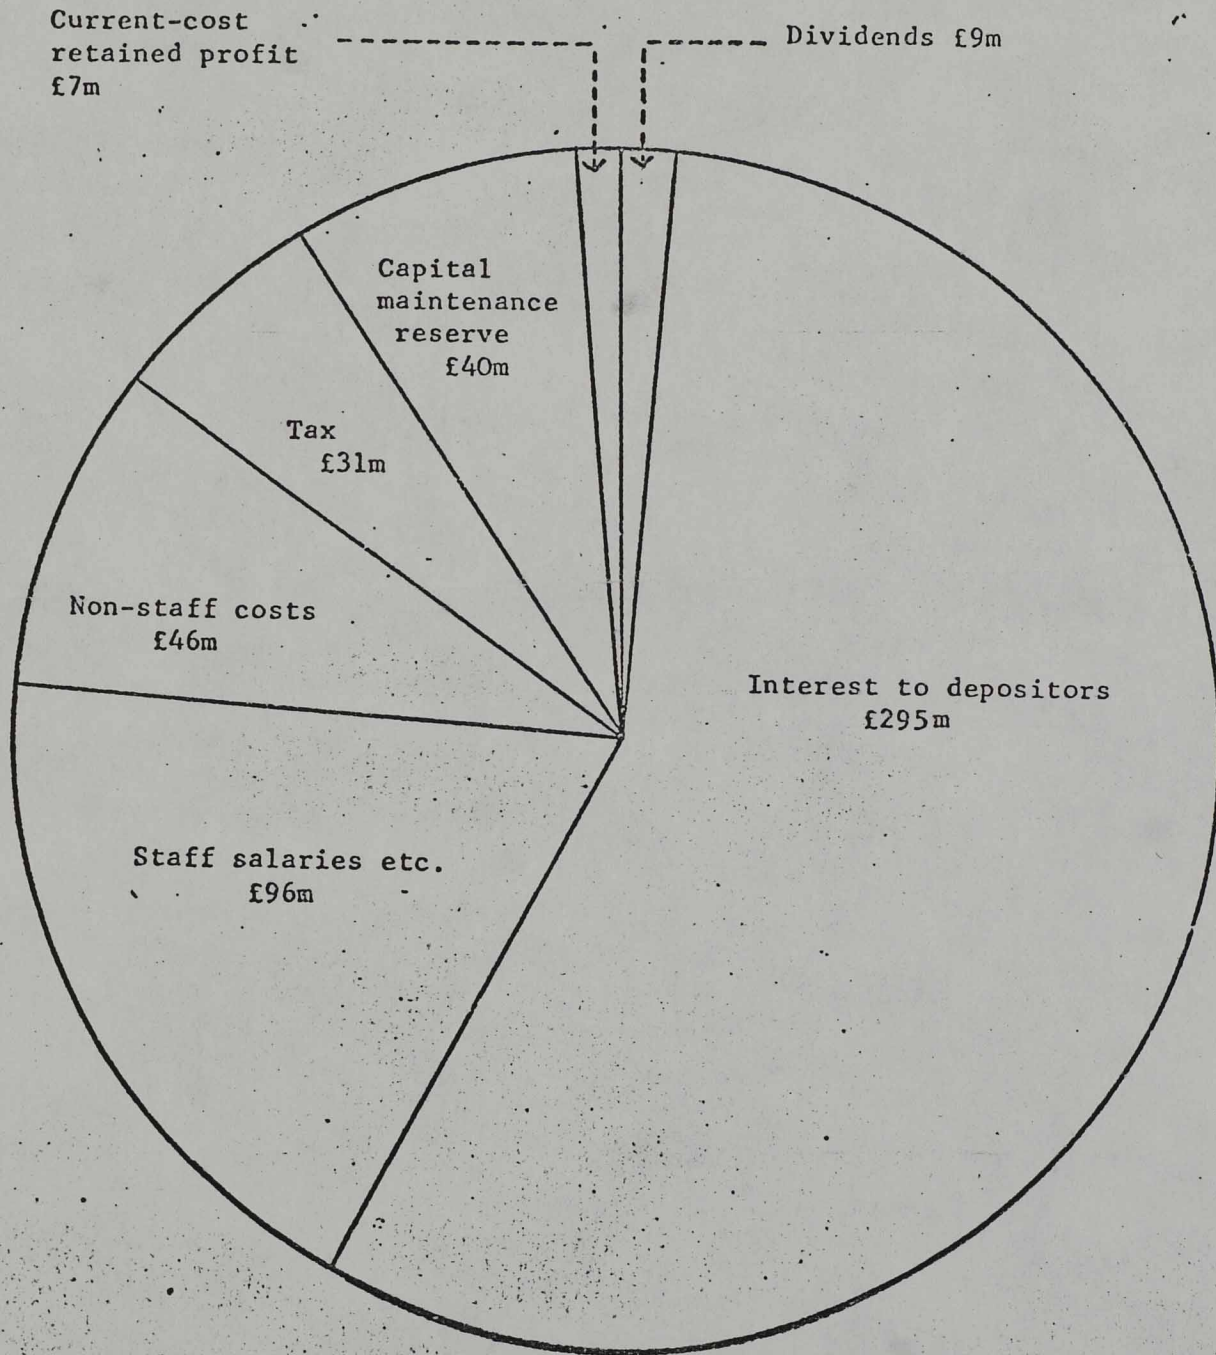 Current-cost
retained profit
£7m
Dividends £9m
Capital
maintenance
reserve
£40m
Tax
£31m
Non-staff costs
£46m
Interest to depositors
£295m
Staff salaries etc.
£96m